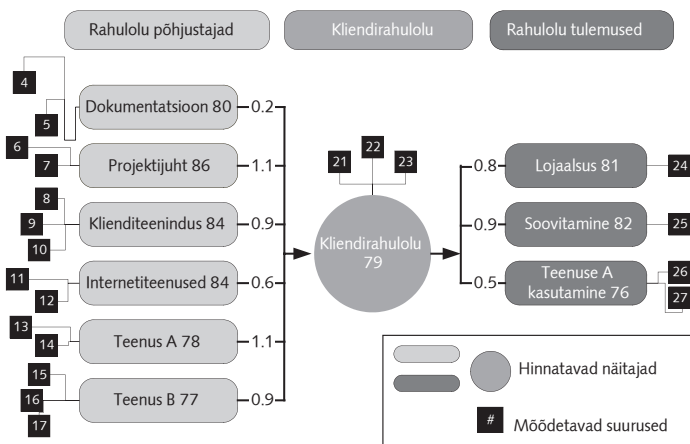 Rahulolu põhjustajad
Kliendirahulolu
Rahulolu tulemused
4
5
Dokumentatsioon 80
0.2
6
7
Projektijuht 86
1.1
8
9
10
Klienditeenindus 84
0.9
11
12
Internetiteenused 84
0.6
13
14
Teenus A 78
1.1
15
16
17
Teenus B 77
0.9
21
22
23
Kliendirahulolu
79
0.8
Lojaalsus 81
24
0.9
Soovitamine 82
25
0.5
Teenuse A
kasutamine 76
26
27
Hinnatavad näitajad
# Mõõdetavad suurused